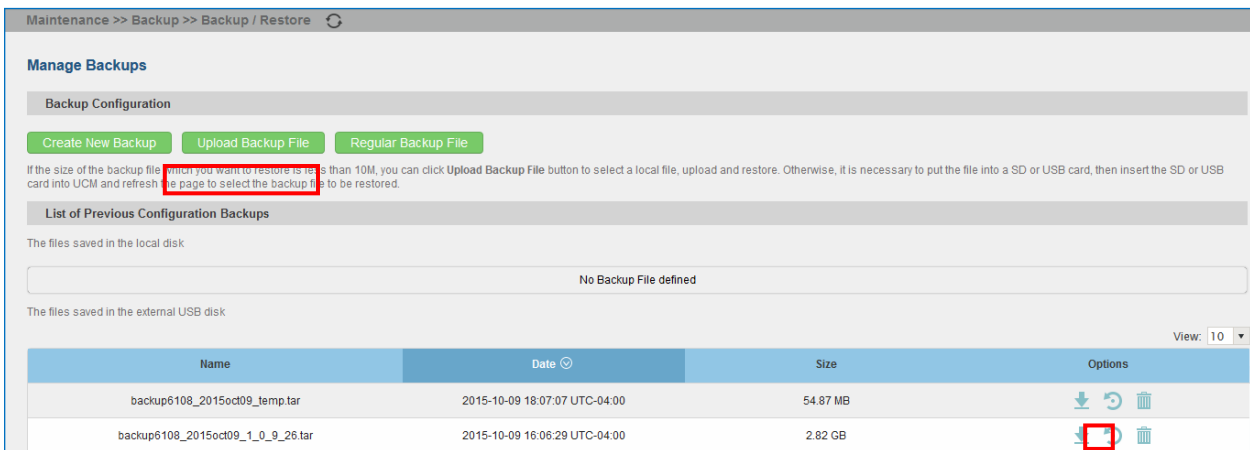 Maintenance >> Backup >> Backup / Restore
Manage Backups
Backup Configuration
Create New Backup Upload Backup File Regular Backup File
If the size of the backup file which you want to restore is less than 10M, you can click Upload Backup File button to select a local file, upload and restore. Otherwise, it is necessary to put the file into a SD or USB card, then insert the SD or USB
card into UCM and refresh the page to select the backup file to be restored.
List of Previous Configuration Backups
The files saved in the local disk
No Backup File defined
The files saved in the external USB disk
View: 10
Name Date Size Options
backup6108_2015oct09_temp.tar 2015-10-09 18:07:07 UTC-04:00 54.87 MB
backup6108_2015oct09_1_0_9_26.tar 2015-10-09 16:06:29 UTC-04:00 2.82 GB